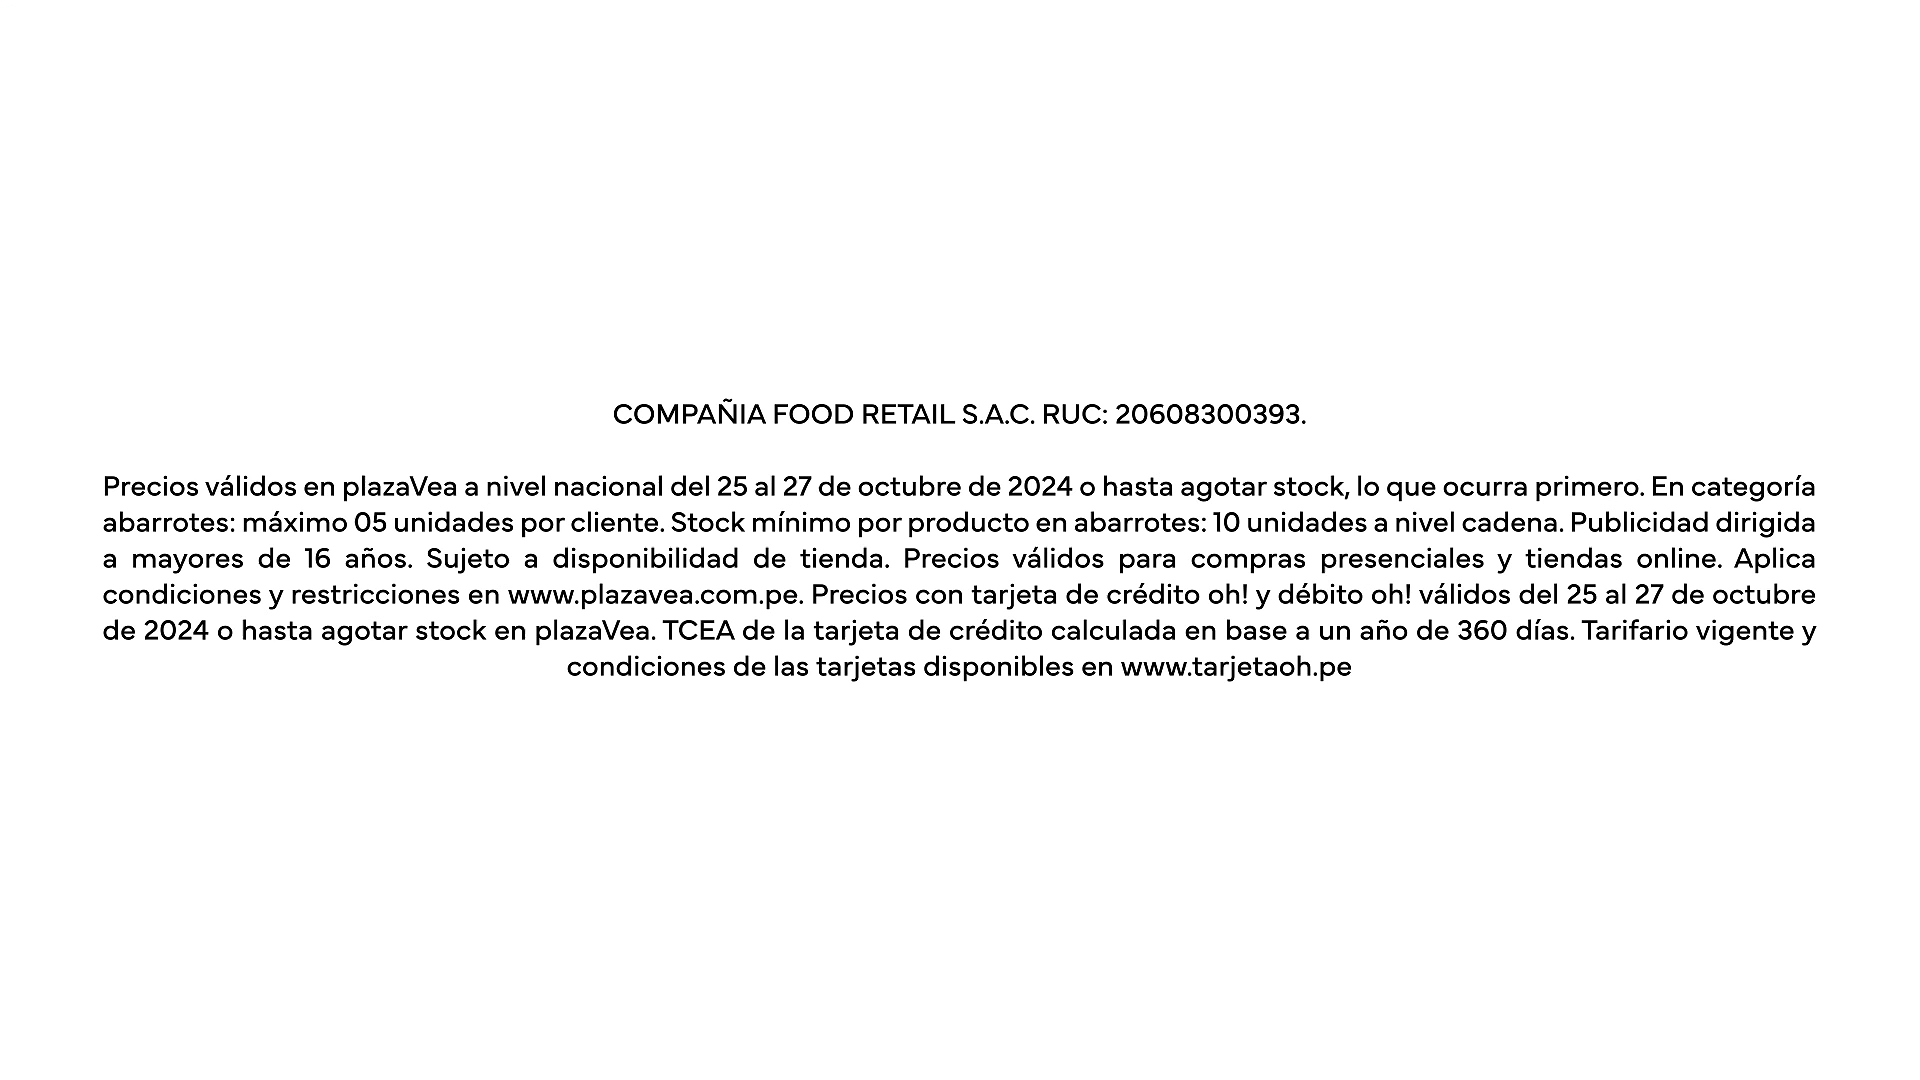 COMPAÑIA FOOD RETAIL S.A.C. RUC: 20608300393.
Precios válidos en plazaVea a nivel nacional del 25 al 27 de octubre de 2024 o hasta agotar stock, lo que ocurra primero. En categoría
abarrotes: máximo 05 unidades por cliente. Stock mínimo por producto en abarrotes: 10 unidades a nivel cadena. Publicidad dirigida
a mayores de 16 años. Sujeto a disponibilidad de tienda. Precios válidos para compras presenciales y tiendas online. Aplica
condiciones y restricciones en www.plazavea.com.pe. Precios con tarjeta de crédito oh! y débito oh! válidos del 25 al 27 de octubre
de 2024 o hasta agotar stock en plazaVea. TCEA de la tarjeta de crédito calculada en base a un año de 360 días. Tarifario vigente y
condiciones de las tarjetas disponibles en www.tarjetaoh.pe